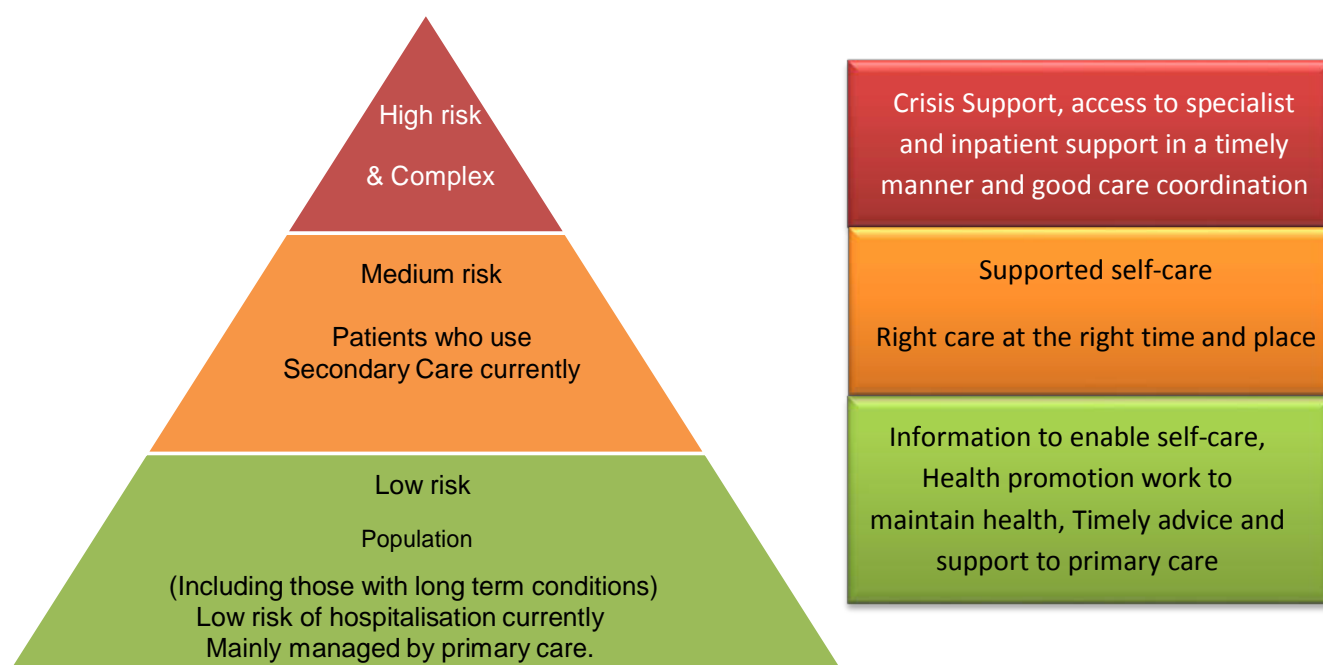 High risk
& Complex
Medium risk
Patients who use
Secondary Care currently
Low risk
Population
(Including those with long term conditions)
Low risk of hospitalisation currently
Mainly managed by primary care.
Crisis Support, access to specialist
and inpatient support in a timely
manner and good care coordination
Supported self-care
Right care at the right time and place
Information to enable self-care,
Health promotion work to
maintain health, Timely advice and
support to primary care